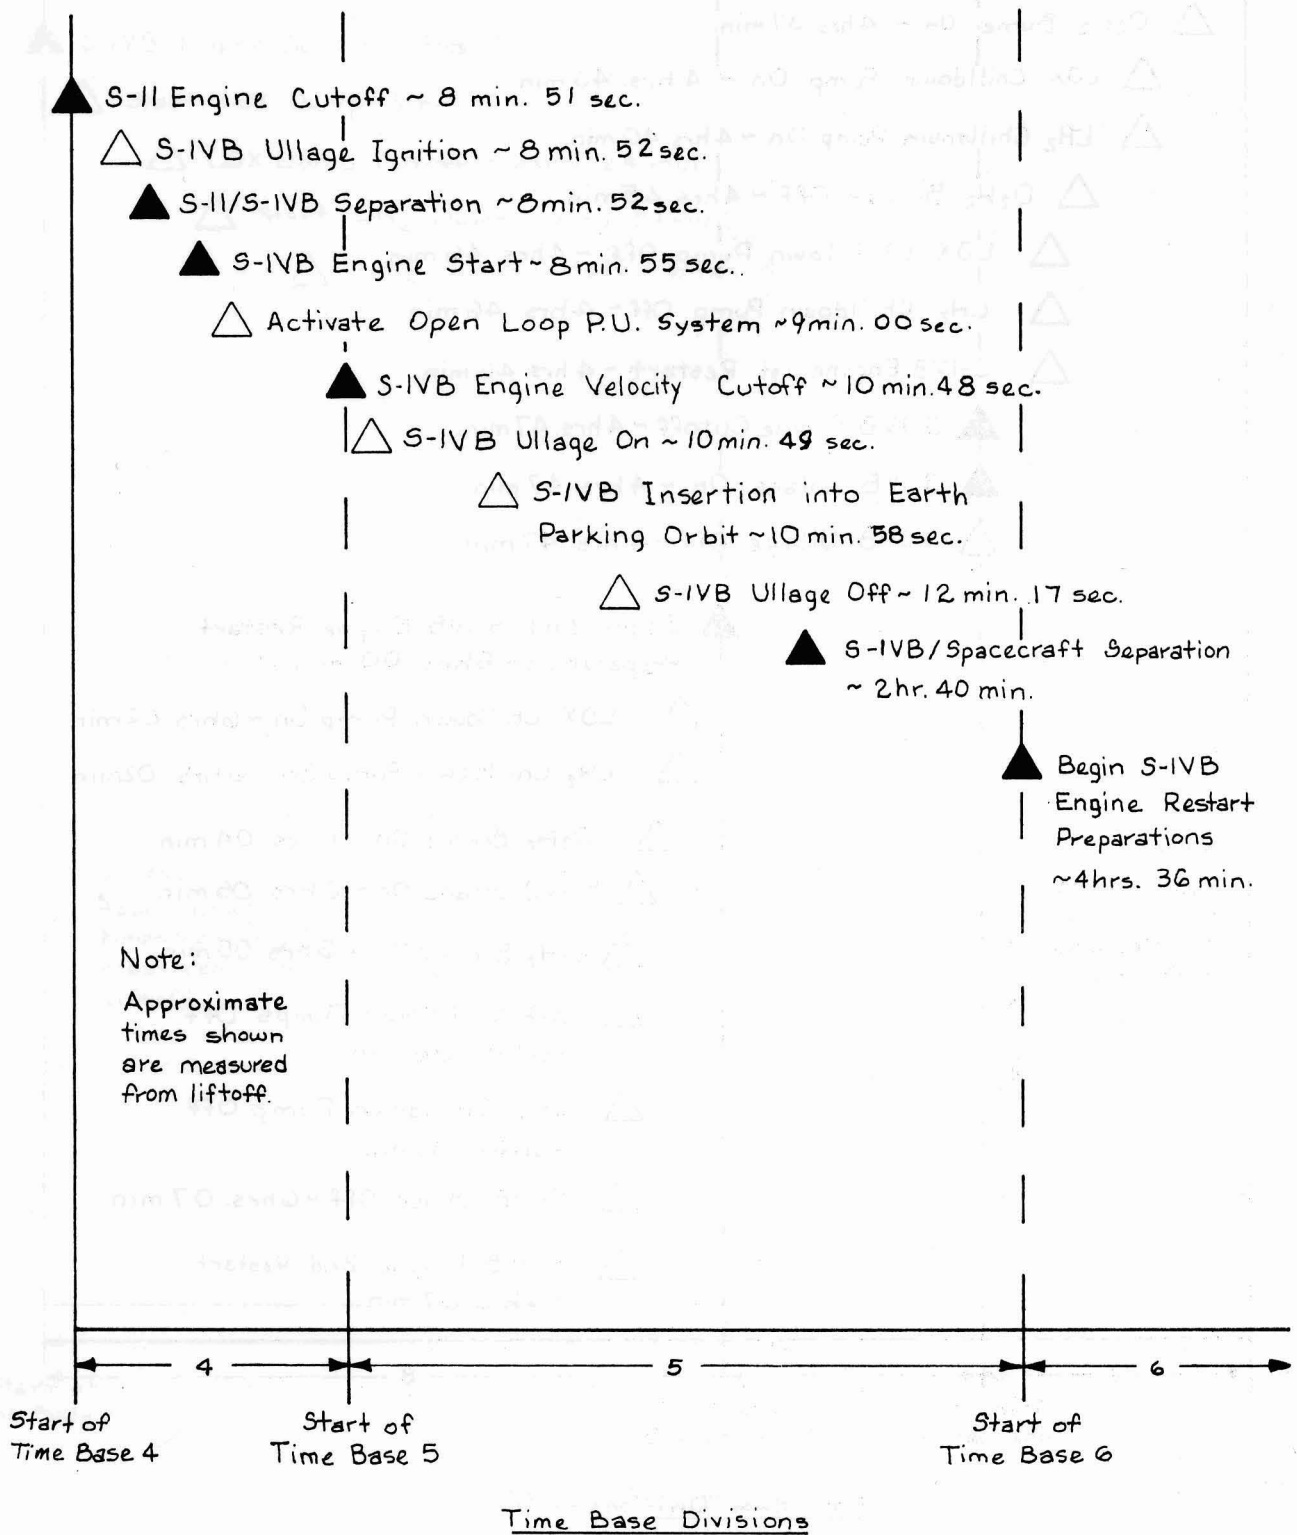 S-II Engine Cutoff ~ 8 min. 51 sec.
S-IVB Ullage Ignition ~ 8 min. 52 sec.
S-II/S-IVB Separation ~ 8 min. 52 sec.
S-IVB Engine Start ~ 8 min. 55 sec.
Activate Open Loop P.U. System ~ 9 min. 00 sec.
S-IVB Engine Velocity Cutoff ~ 10 min. 48 sec.
S-IVB Ullage On ~ 10 min. 49 sec.
S-IVB Insertion into Earth
Parking Orbit ~ 10 min. 58 sec.
S-IVB Ullage Off ~ 12 min. 17 sec.
S-IVB/Spacecraft Separation
~ 2 hr. 40 min.
Begin S-IVB
Engine Restart
Preparations
~ 4 hrs. 36 min.
Note:
Approximate
times shown
are measured
from liftoff.
4
5
6
Start of
Time Base 4
Start of
Time Base 5
Start of
Time Base 6
Time Base Divisions